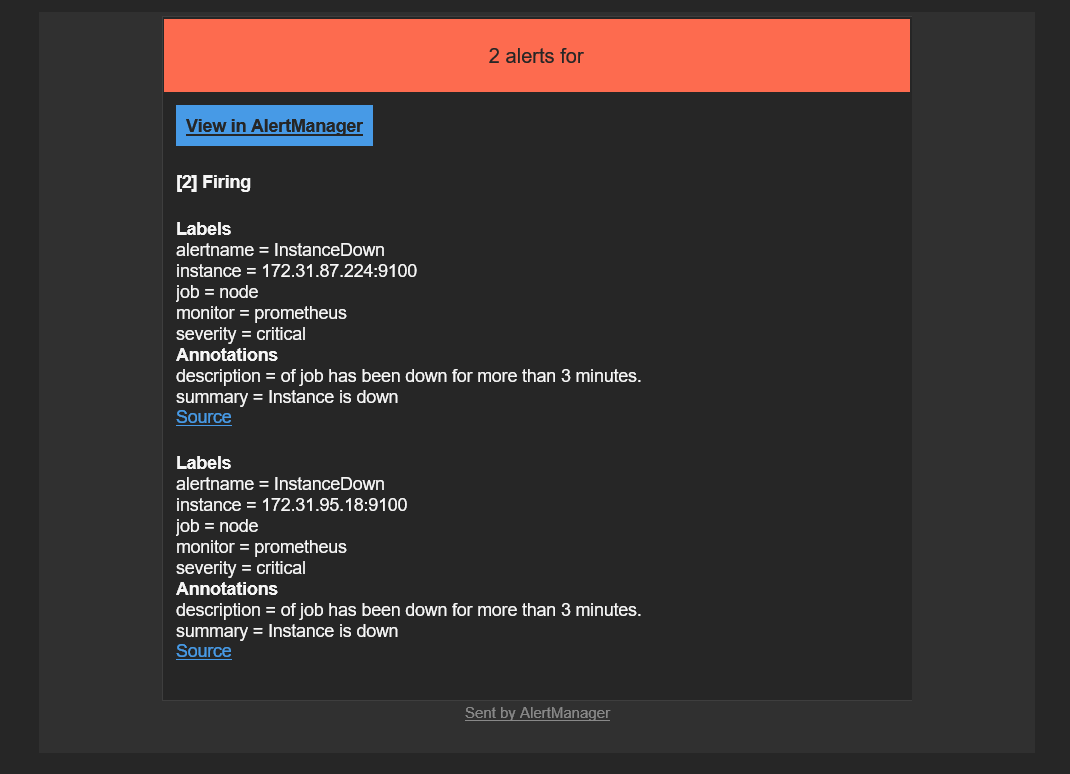 2 alerts for
View in AlertManager
[2] Firing
Labels
alertname = InstanceDown
instance = 172.31.87.224:9100
job = node
monitor = prometheus
severity = critical
Annotations
description = of job has been down for more than 3 minutes.
summary = Instance is down
Source
Labels
alertname = InstanceDown
instance = 172.31.95.18:9100
job = node
monitor = prometheus
severity = critical
Annotations
description = of job has been down for more than 3 minutes.
summary = Instance is down
Source
Sent by AlertManager